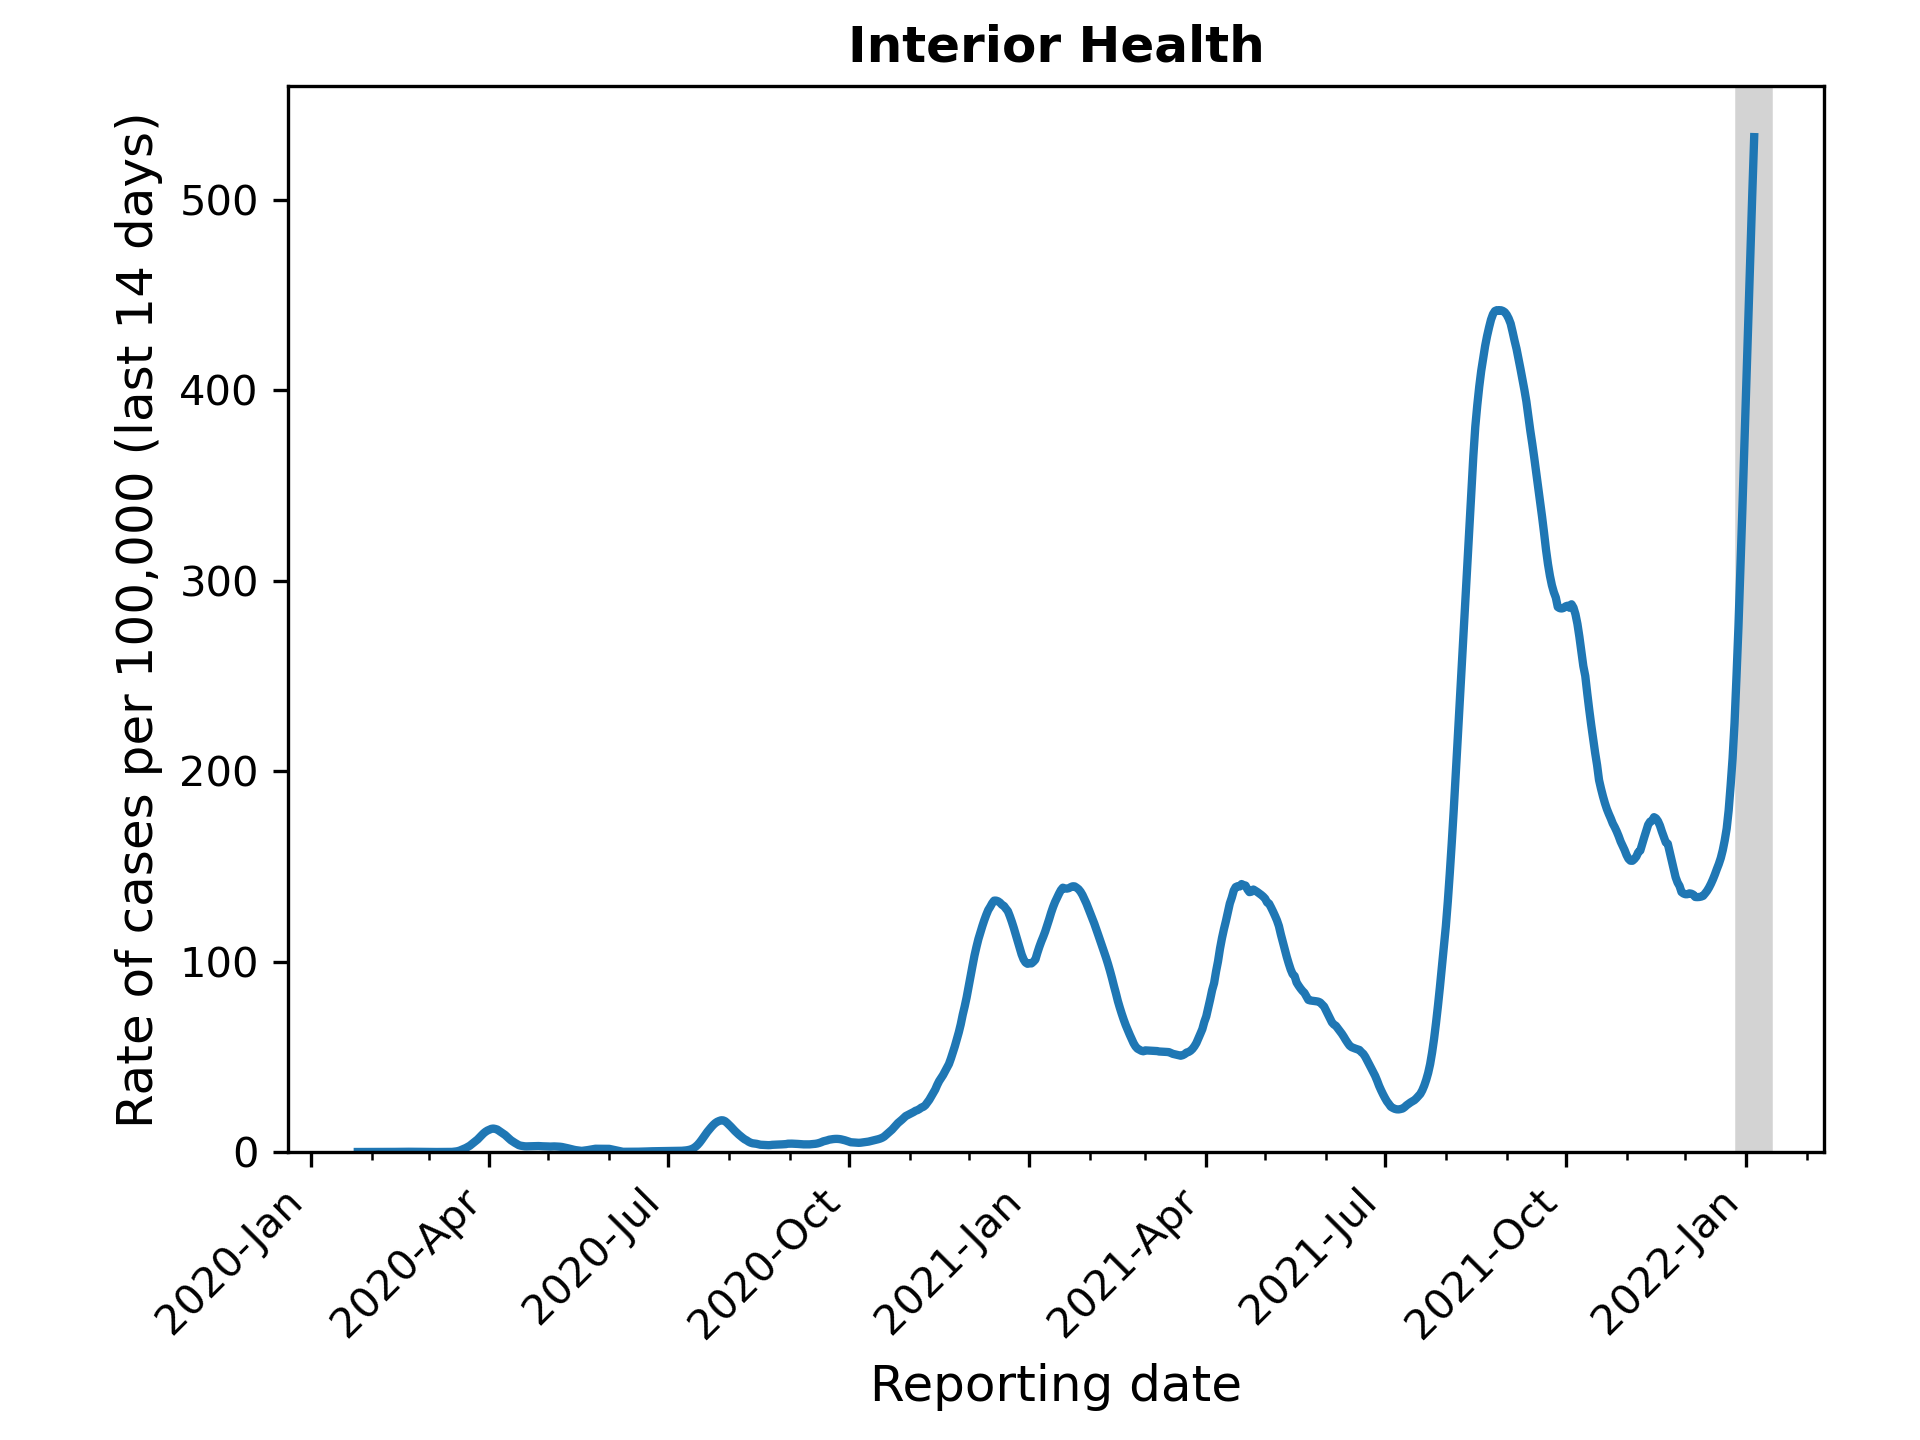 Interior Health
Rate of cases per 100,000 (last 14 days)
500
400
300
200
100
0
2020-Jan
2020-Apr
2020-Jul
2020-Oct
2021-Jan
2021-Apr
2021-Jul
2021-Oct
2022-Jan
Reporting date